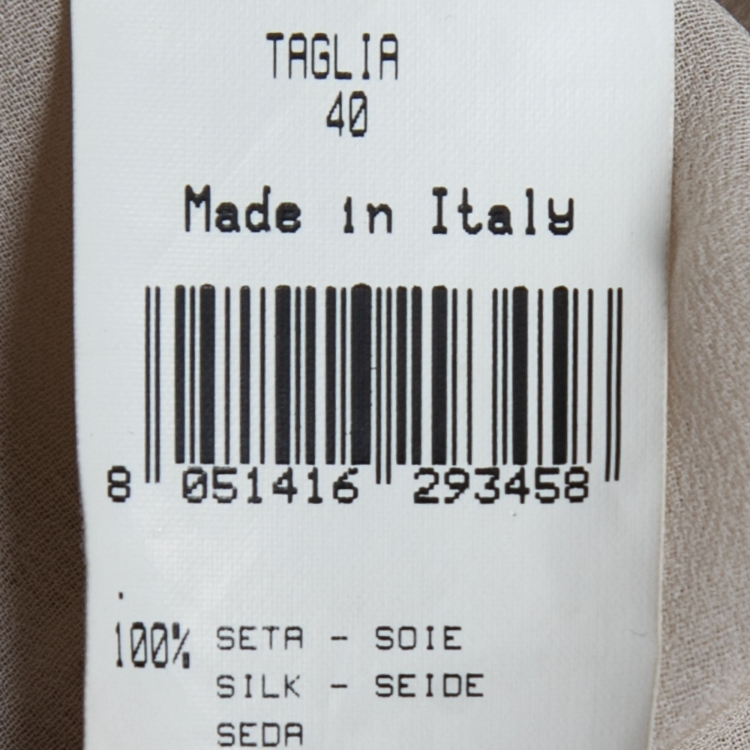 TAGLIA
40
Made in Italy
8 051416 293458
100% SETA - SOIE
SILK - SEIDE
SEDA